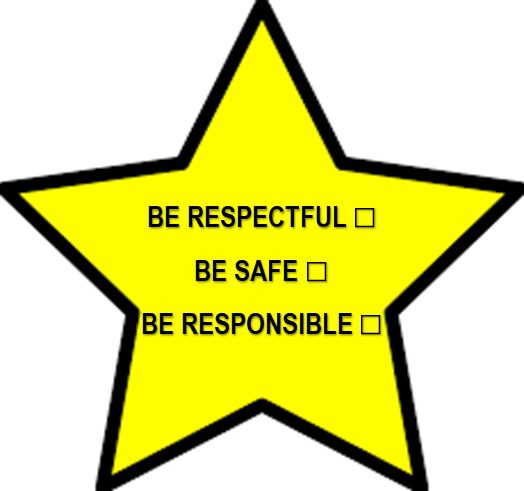 BE RESPECTFUL ☐
BE SAFE ☐
BE RESPONSIBLE ☐